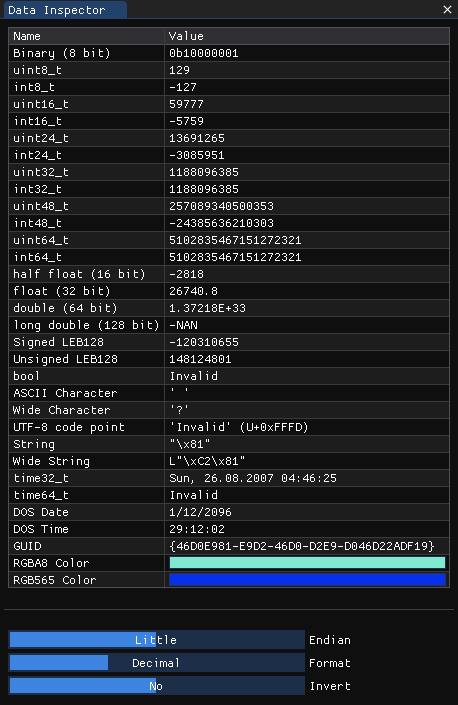 Data Inspector
Name Value
Binary (8 bit) 0b10000001
uint8_t 129
int8_t -127
uint16_t 59777
int16_t -5759
uint24_t 13691265
int24_t -3085951
uint32_t 1188096385
int32_t 1188096385
uint48_t 257089340500353
int48_t -24385636210303
uint64_t 5102835467151272321
int64_t 5102835467151272321
half float (16 bit) -2818
float (32 bit) 26740.8
double (64 bit) 1.37218E+33
long double (128 bit) -NAN
Signed LEB128 -120310655
Unsigned LEB128 148124801
bool Invalid
ASCII Character ' '
Wide Character '?'
UTF-8 code point 'Invalid' (U+0xFFFD)
String "\x81"
Wide String L"\xC2\x81"
time32_t Sun, 26.08.2007 04:46:25
time64_t Invalid
DOS Date 1/12/2096
DOS Time 29:12:02
GUID {46D0E981-E9D2-46D0-D2E9-D046D22ADF19}
RGBA8 Color
RGB565 Color
Little Endian
Decimal Format
No Invert